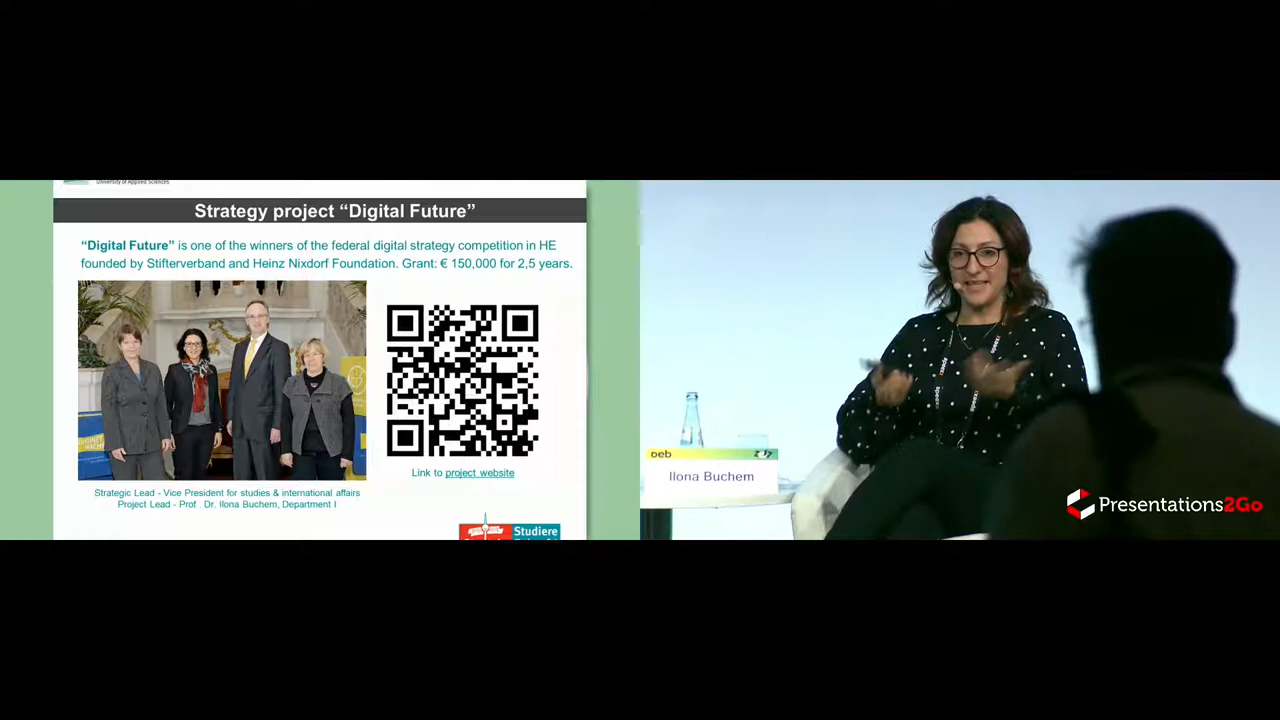 University of Applied Sciences
Strategy project “Digital Future”
“Digital Future” is one of the winners of the federal digital strategy competition in HE
founded by Stifterverband and Heinz Nixdorf Foundation. Grant: € 150,000 for 2,5 years.
Link to project website
Strategic Lead - Vice President for studies & international affairs
Project Lead - Prof . Dr. Ilona Buchem, Department I
Studiere
oeb
Ilona Buchem
Presentations2Go